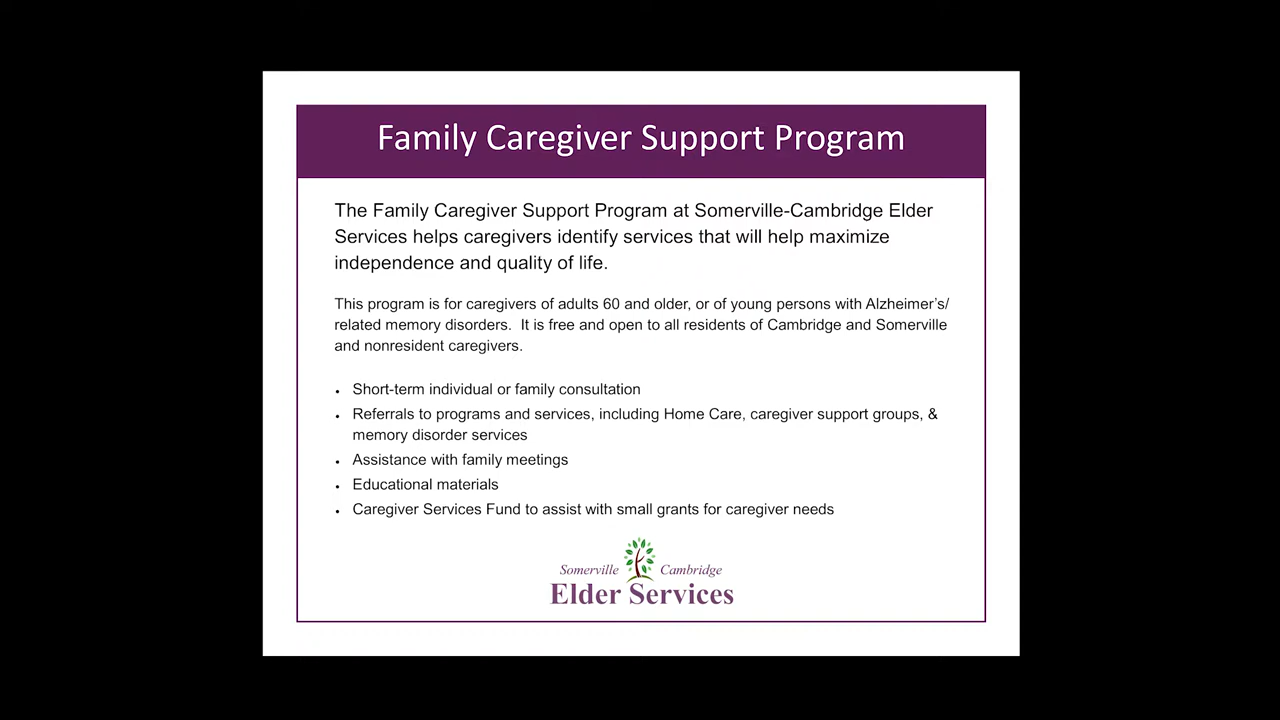 Family Caregiver Support Program
The Family Caregiver Support Program at Somerville-Cambridge Elder
Services helps caregivers identify services that will help maximize
independence and quality of life.
This program is for caregivers of adults 60 and older, or of young persons with Alzheimer's/
related memory disorders.  It is free and open to all residents of Cambridge and Somerville
and nonresident caregivers.
• Short-term individual or family consultation
• Referrals to programs and services, including Home Care, caregiver support groups, &
memory disorder services
• Assistance with family meetings
• Educational materials
• Caregiver Services Fund to assist with small grants for caregiver needs
Somerville Cambridge
Elder Services